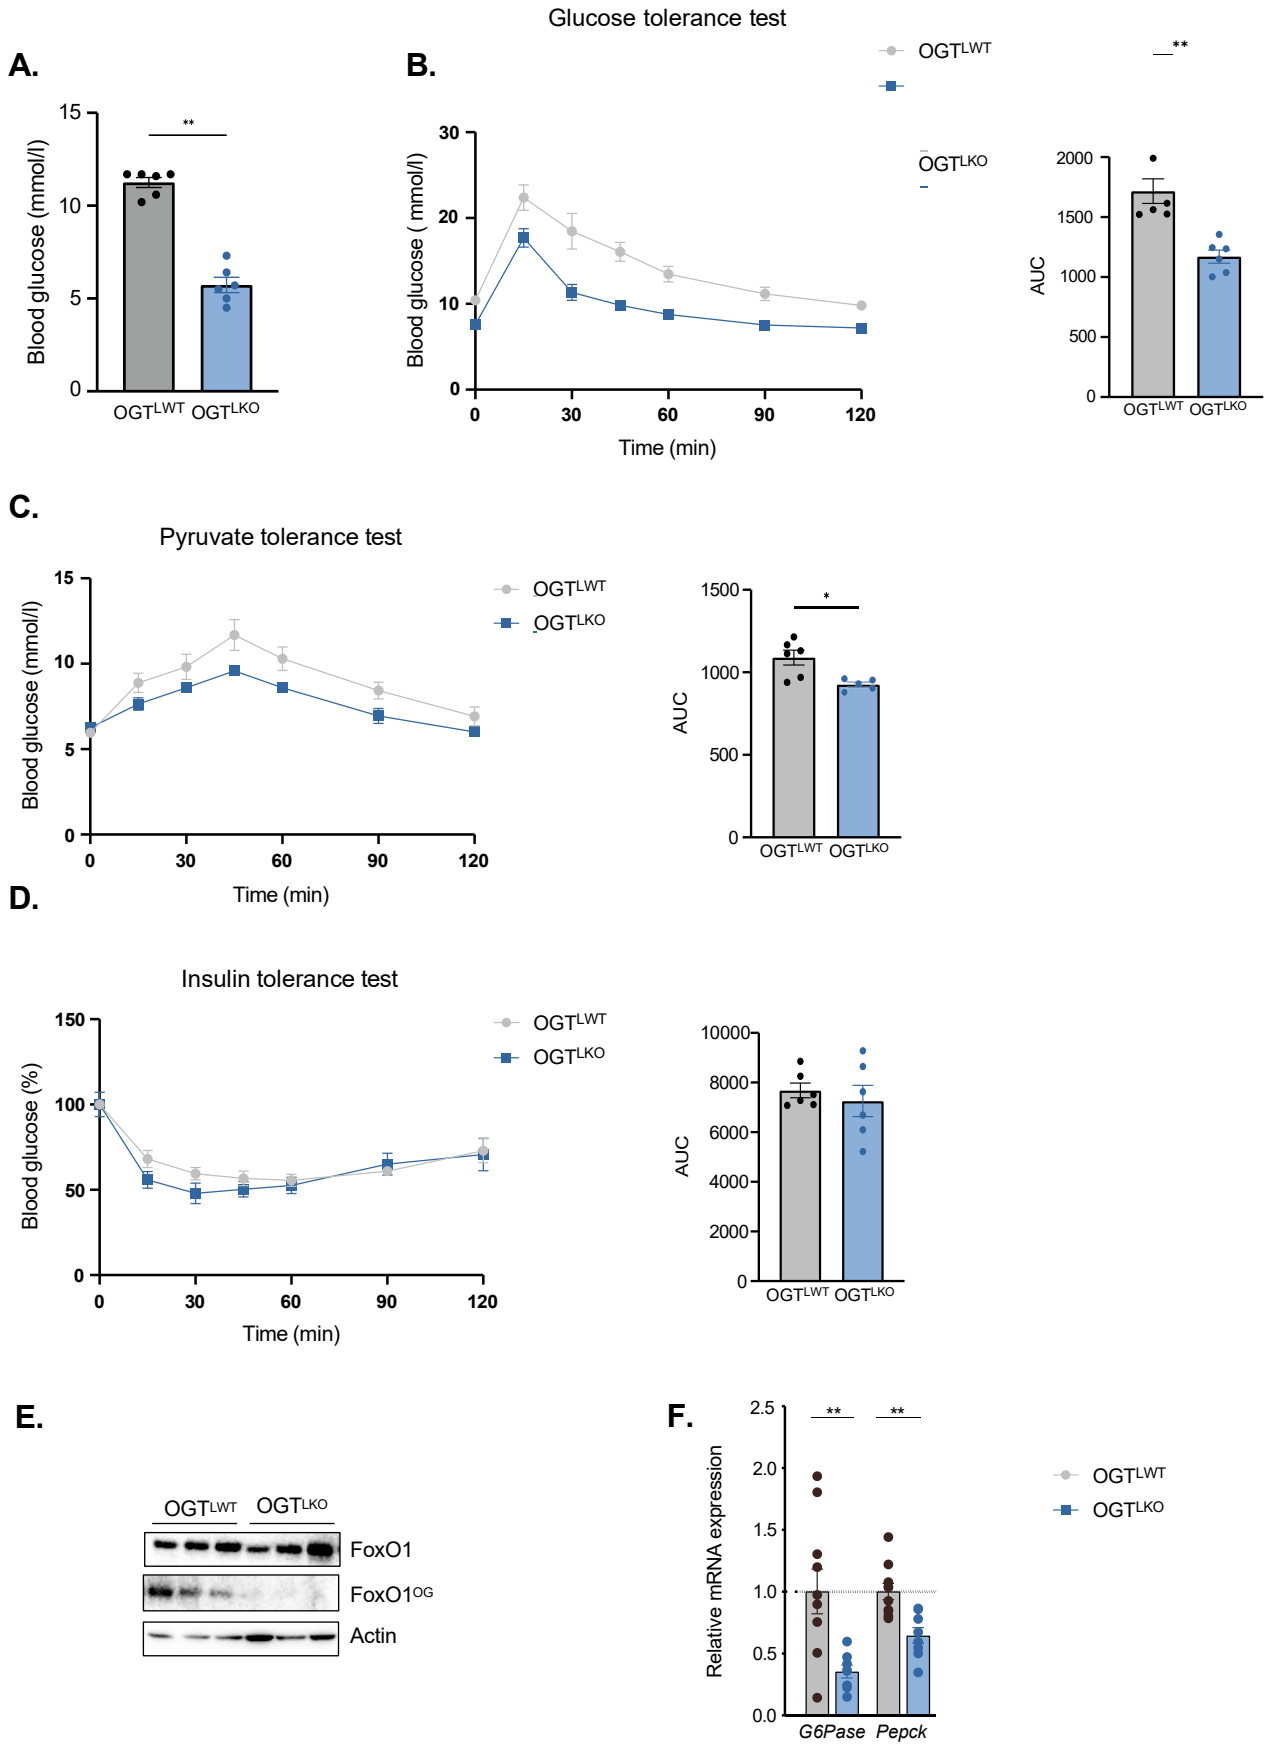 Glucose tolerance test
A.
B.
OGTLWT
OGTLKO
**
Blood glucose (mmol/l)
15
10
5
0
**
OGTLWT OGTLKO
Blood glucose ( mmol/l)
30
20
10
0
0 30 60 90 120
Time (min)
AUC
2000
1500
1000
500
0
OGTLWT OGTLKO
C.
Pyruvate tolerance test
Blood glucose (mmol/l)
15
10
5
0
0 30 60 90 120
Time (min)
OGTLWT
OGTLKO
AUC
1500
1000
500
0
*
OGTLWT OGTLKO
D.
Insulin tolerance test
Blood glucose (%)
150
100
50
0
0 30 60 90 120
Time (min)
OGTLWT
OGTLKO
AUC
10000
8000
6000
4000
2000
0
OGTLWT OGTLKO
E.
OGTLWT OGTLKO
FoxO1
FoxO1OG
Actin
F.
Relative mRNA expression
2.5
2.0
1.5
1.0
0.5
0.0
** **
G6Pase Pepck
OGTLWT
OGTLKO